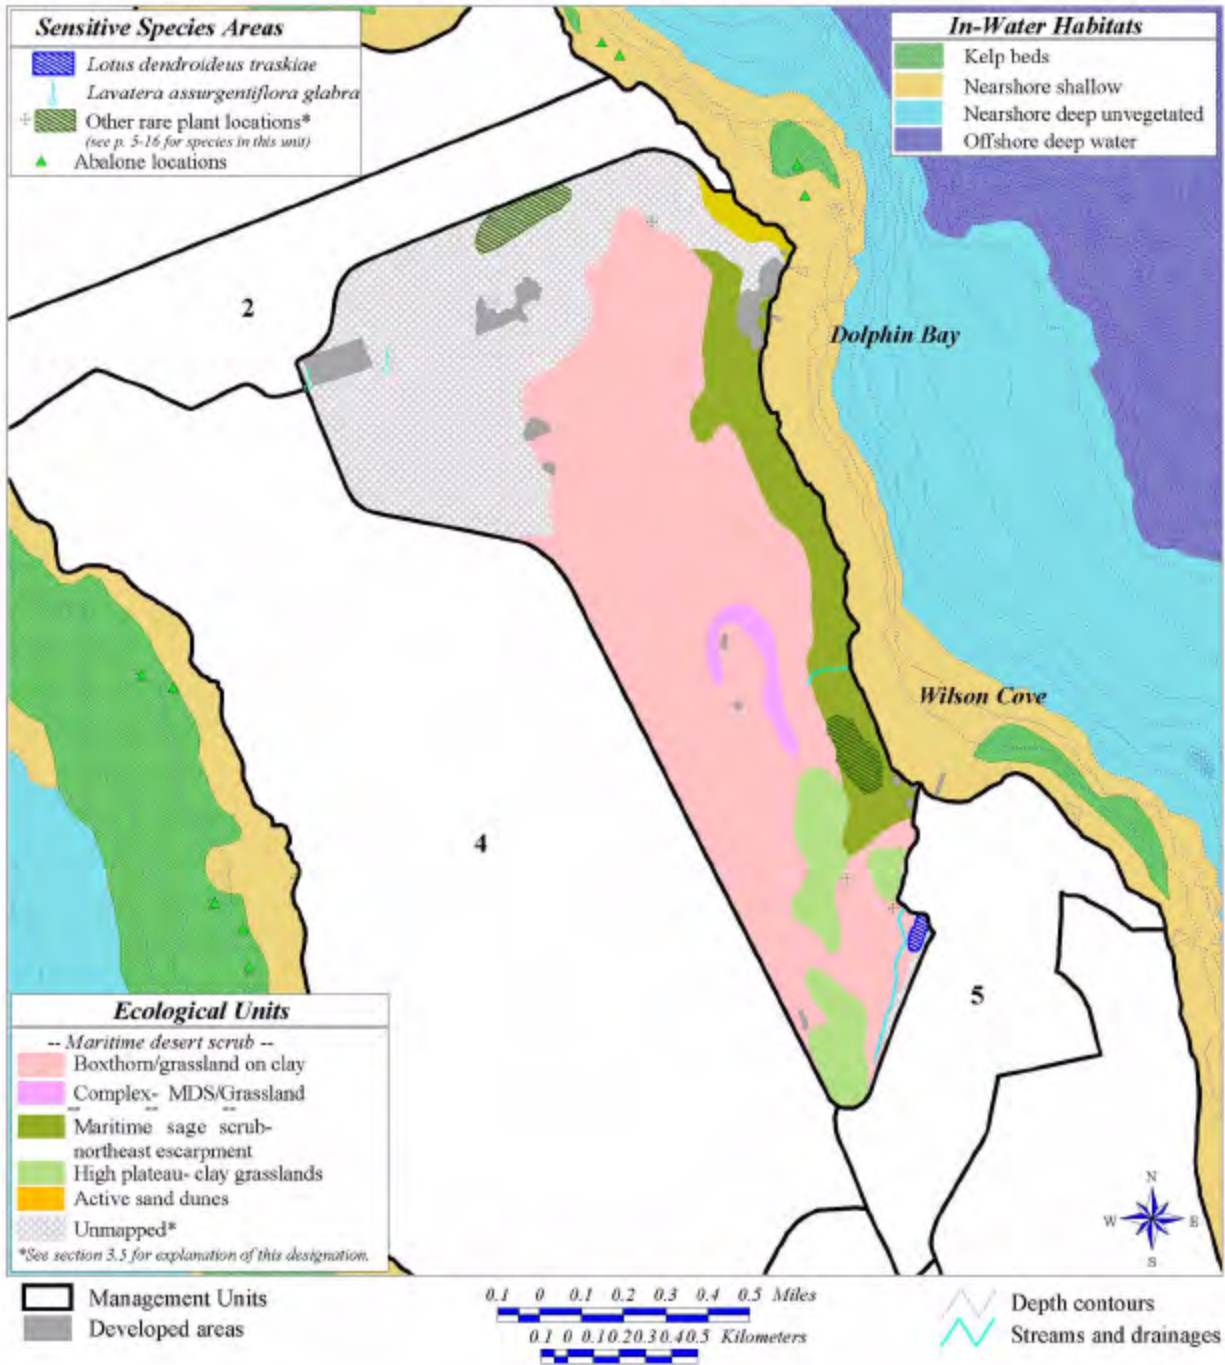 Sensitive Species Areas
Lotus dendroideus traskiae
Lavatera assurgentiflora glabra
Other rare plant locations*
(see p. 5-16 for species in this unit)
Abalone locations
In-Water Habitats
Kelp beds
Nearshore shallow
Nearshore deep unvegetated
Offshore deep water
2
Dolphin Bay
Wilson Cove
4
5
Ecological Units
-- Maritime desert scrub --
Boxthorn/grassland on clay
Complex- MDS/Grassland
-- -- --
Maritime sage scrub-
northeast escarpment
High plateau- clay grasslands
Active sand dunes
Unmapped*
*See section 3.5 for explanation of this designation.
N
W E
S
Management Units
Developed areas
0.1 0 0.1 0.2 0.3 0.4 0.5 Miles
0.1 0 0.1 0.2 0.3 0.4 0.5 Kilometers
Depth contours
Streams and drainages